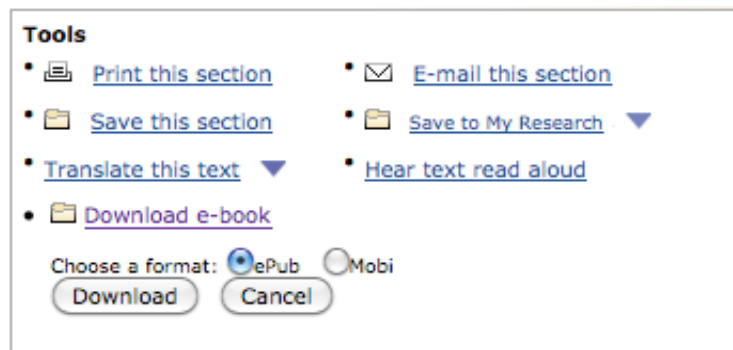 Tools
Print this section E-mail this section
Save this section Save to My Research
Translate this text Hear text read aloud
Download e-book
Choose a format: ePub Mobi
Download Cancel